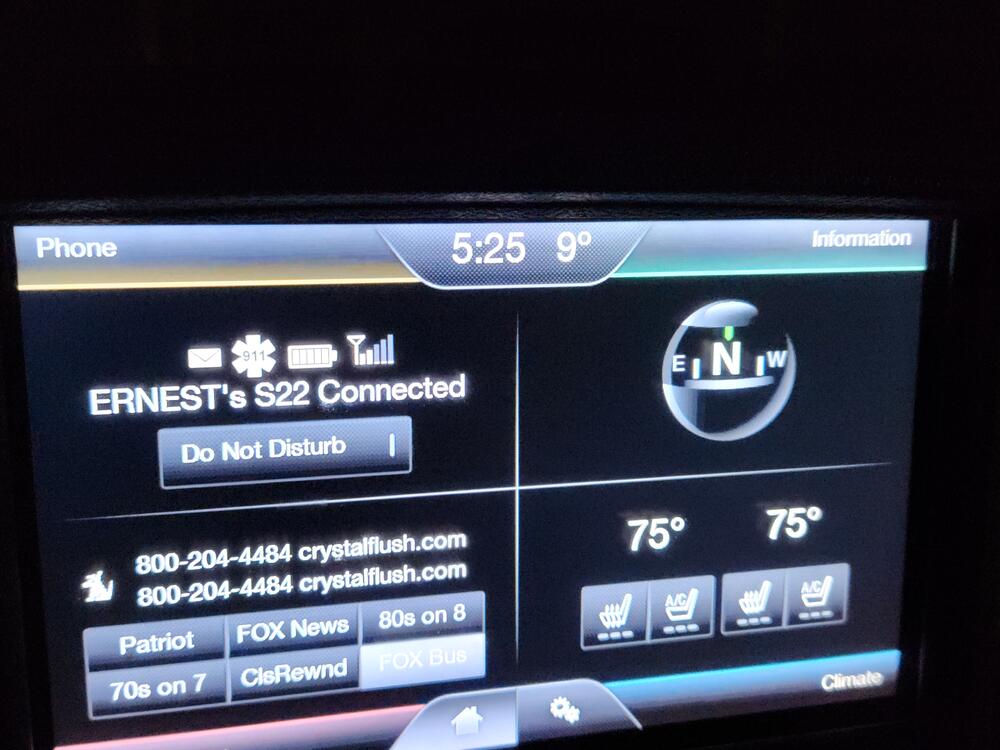 Phone
5:25 9°
Information
911
ERNEST's S22 Connected
Do Not Disturb
E N W
800-204-4484 crystalflush.com
800-204-4484 crystalflush.com
Patriot FOX News 80s on 8
70s on 7 ClsRewnd FOX Bus
75° 75°
A/C A/C
Climate